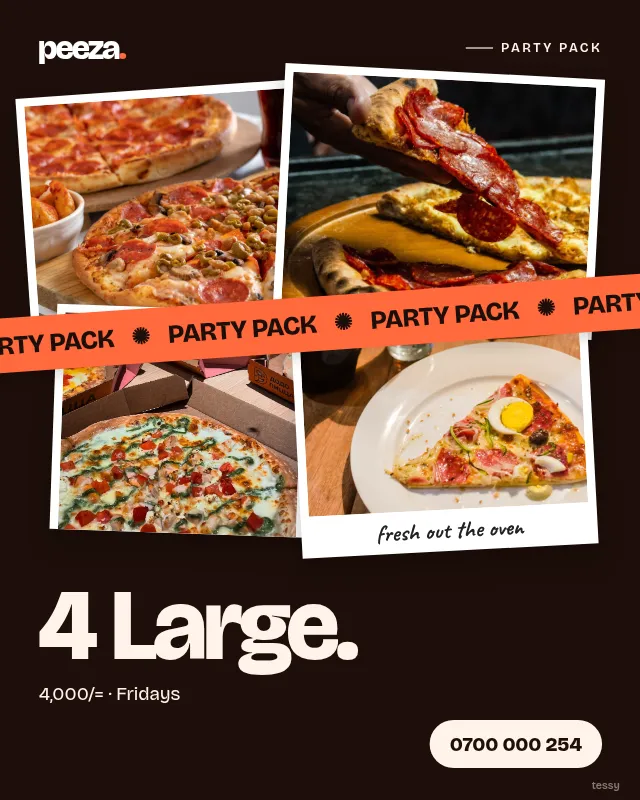 peeza.
PARTY PACK
RTY PACK ✺ PARTY PACK ✺ PARTY PACK ✺ PARTY
fresh out the oven
4 Large.
4,000/= · Fridays
0700 000 254
tessy